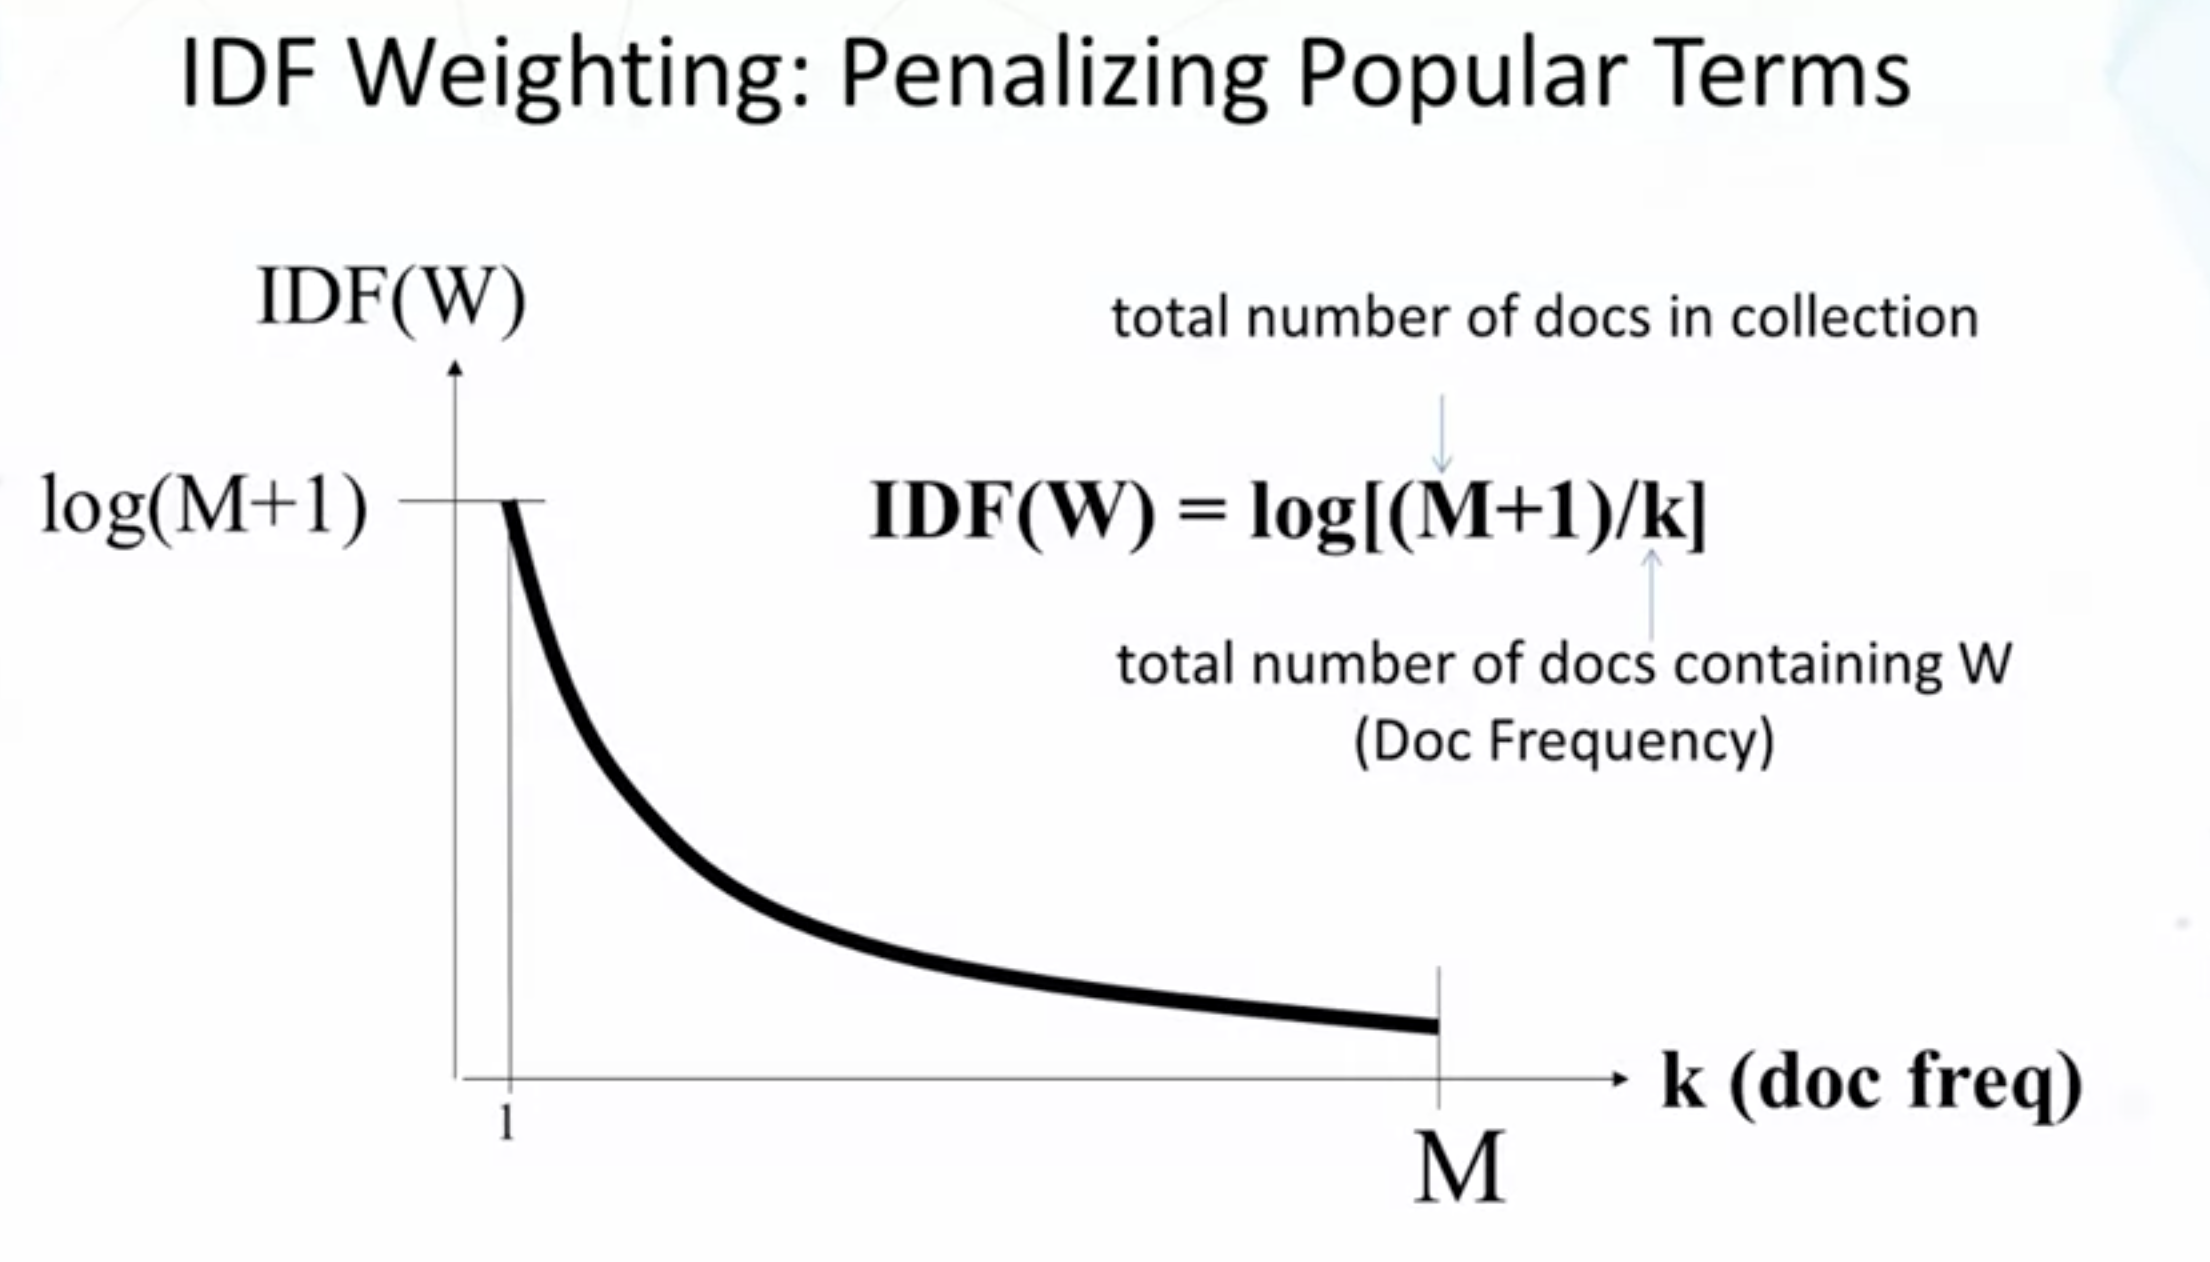 IDF Weighting: Penalizing Popular Terms
IDF(W)
total number of docs in collection
log(M+1)
IDF(W) = log[(M+1)/k]
total number of docs containing W
(Doc Frequency)
k (doc freq)
1
M